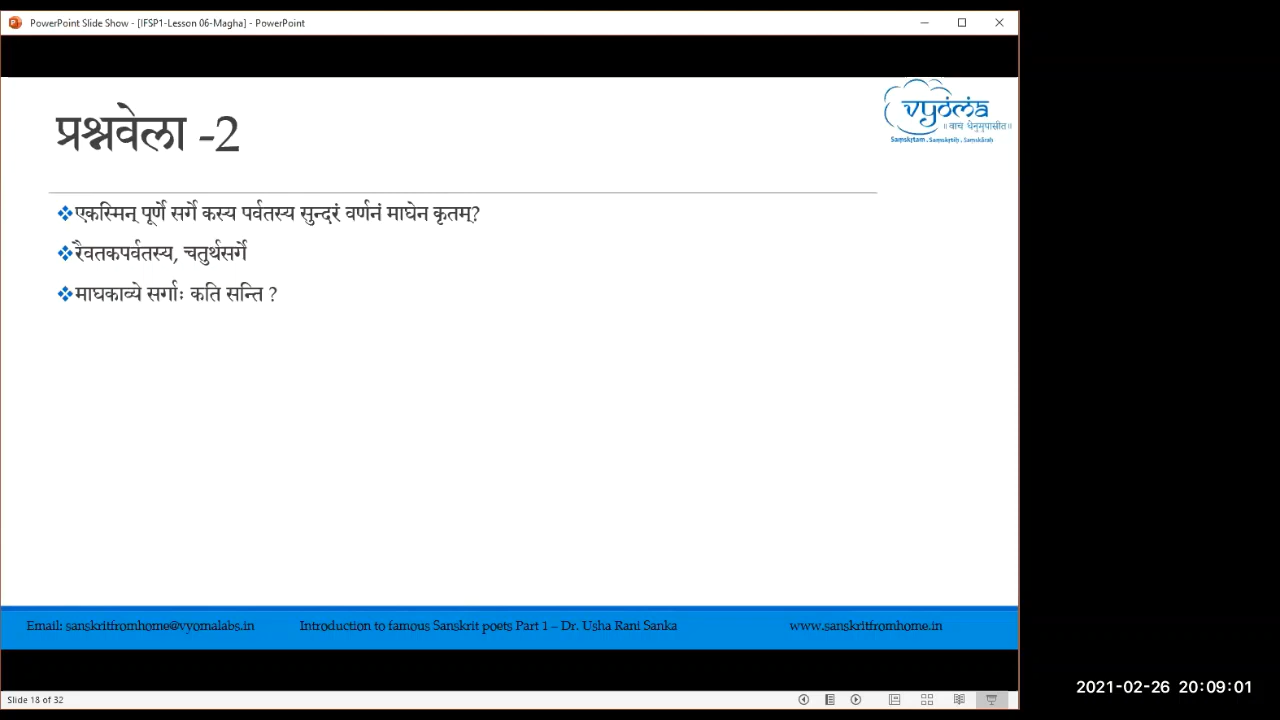 PowerPoint Slide Show - [IFSP1-Lesson 06-Magha] - PowerPoint
vyoma
॥ वाचं धेनुमुपासीत॥
Samskrtam . Samskrtih . Samskarah
प्रश्नवेला -2
❖एकस्मिन् पूर्णे सर्गे कस्य पर्वतस्य सुन्दरं वर्णनं माघेन कृतम्?
❖रैवतकपर्वतस्य, चतुर्थसर्गे
❖माघकाव्ये सर्गाः कति सन्ति ?
Email: sanskritfromhome@vyomalabs.in Introduction to famous Sanskrit poets Part 1 – Dr. Usha Rani Sanka www.sanskritfromhome.in
2021-02-26 20:09:01
Slide 18 of 32